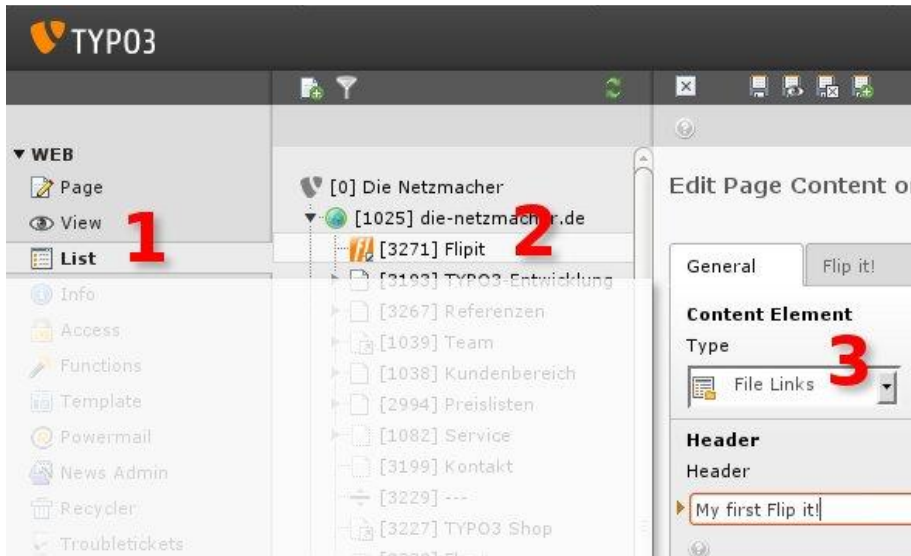 TYPO3
WEB
Page
View
List
Info
Access
Functions
Template
Powermail
News Admin
Recycler
Troubletickets
1
[0] Die Netzmacher
[1025] die-netzmacher.de
[3271] Flipit
[3193] TYPO3-Entwicklung
[3267] Referenzen
[1039] Team
[1038] Kundenbereich
[2994] Preislisten
[1082] Service
[3199] Kontakt
[3229] ---
[3227] TYPO3 Shop
2
Edit Page Content o
General
Flip it!
Content Element
Type
File Links
3
Header
Header
My first Flip it!